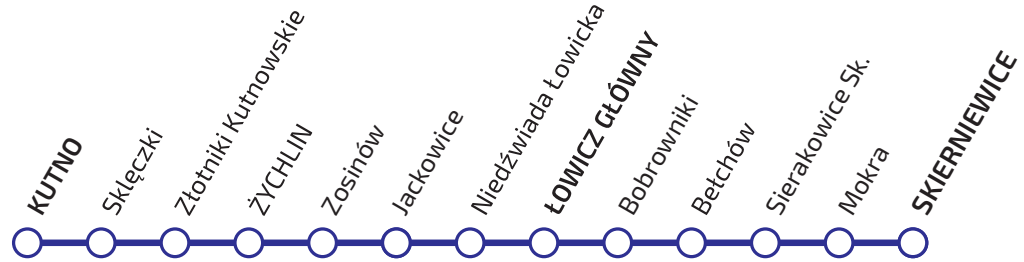 KUTNO
Sklęczki
Złotniki Kutnowskie
ŻYCHLIN
Zosinów
Jackowice
Niedźwiada Łowicka
ŁOWICZ GŁÓWNY
Bobrowniki
Bełchów
Sierakowice Sk.
Mokra
SKIERNIEWICE